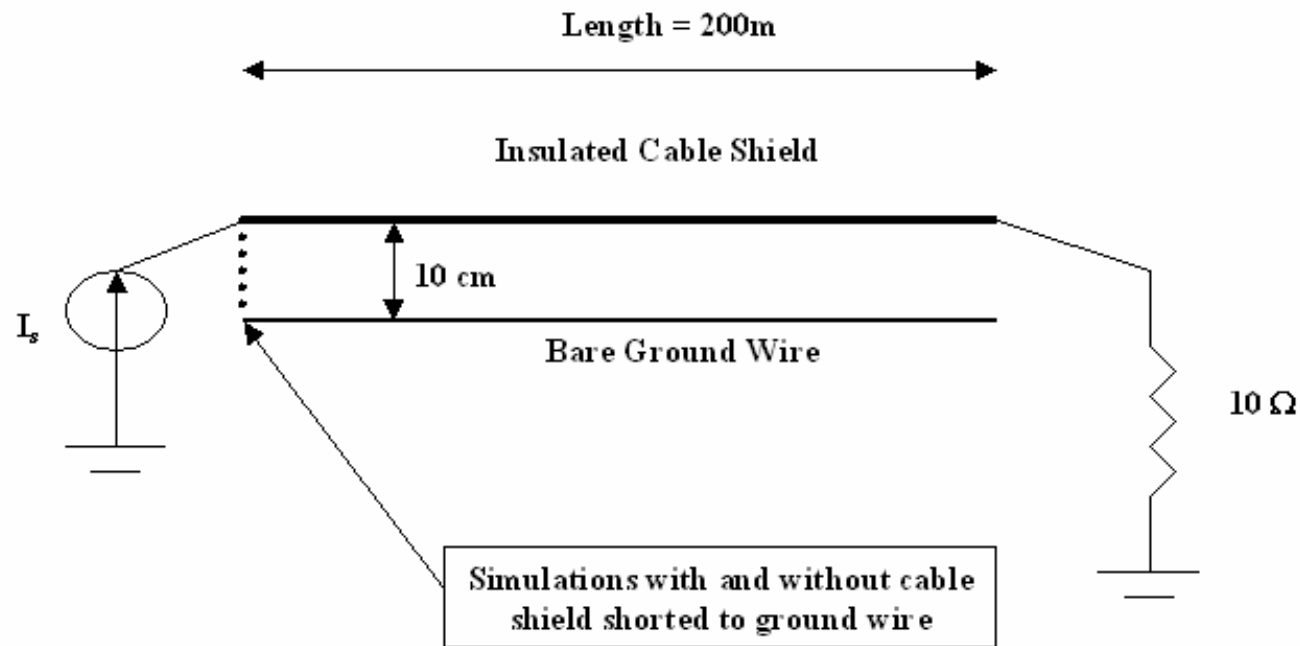 Length = 200m
Insulated Cable Shield
10 cm
I_s
Bare Ground Wire
10 Ω
Simulations with and without cable
shield shorted to ground wire